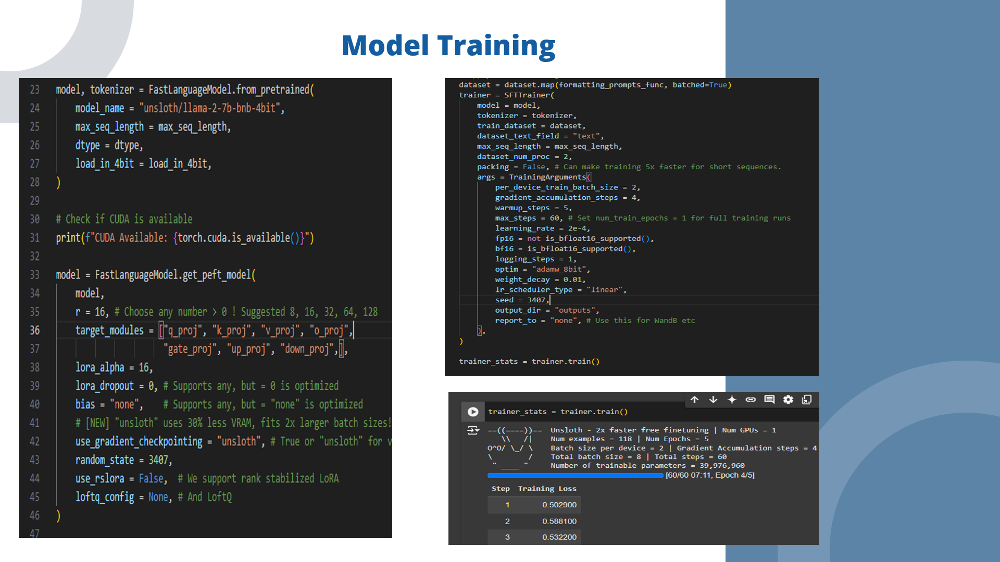 Model Training
23 model, tokenizer = FastLanguageModel.from_pretrained(
24 model_name = "unsloth/llama-2-7b-bnb-4bit",
25 max_seq_length = max_seq_length,
26 dtype = dtype,
27 load_in_4bit = load_in_4bit,
28 )
29
30 # Check if CUDA is available
31 print(f"CUDA Available: {torch.cuda.is_available()}")
32
33 model = FastLanguageModel.get_peft_model(
34 model,
35 r = 16, # Choose any number > 0 ! Suggested 8, 16, 32, 64, 128
36 target_modules = ["q_proj", "k_proj", "v_proj", "o_proj",
37 "gate_proj", "up_proj", "down_proj",],
38 lora_alpha = 16,
39 lora_dropout = 0, # Supports any, but = 0 is optimized
40 bias = "none", # Supports any, but = "none" is optimized
41 # [NEW] "unsloth" uses 30% less VRAM, fits 2x larger batch sizes!
42 use_gradient_checkpointing = "unsloth", # True or "unsloth" for v
43 random_state = 3407,
44 use_rslora = False, # We support rank stabilized LoRA
45 loftq_config = None, # And LoftQ
46 )
47
dataset = dataset.map(formatting_prompts_func, batched=True)
trainer = SFTTrainer(
model = model,
tokenizer = tokenizer,
train_dataset = dataset,
dataset_text_field = "text",
max_seq_length = max_seq_length,
dataset_num_proc = 2,
packing = False, # Can make training 5x faster for short sequences.
args = TrainingArguments(
per_device_train_batch_size = 2,
gradient_accumulation_steps = 4,
warmup_steps = 5,
max_steps = 60, # Set num_train_epochs = 1 for full training runs
learning_rate = 2e-4,
fp16 = not is_bfloat16_supported(),
bf16 = is_bfloat16_supported(),
logging_steps = 1,
optim = "adamw_8bit",
weight_decay = 0.01,
lr_scheduler_type = "linear",
seed = 3407,
output_dir = "outputs",
report_to = "none", # Use this for WandB etc
),
)
trainer_stats = trainer.train()
trainer_stats = trainer.train()
==((====))== Unsloth - 2x faster free finetuning | Num GPUs = 1
\\ /| Num examples = 118 | Num Epochs = 5
O^O/ \_/ \ Batch size per device = 2 | Gradient Accumulation steps = 4
\ / Total batch size = 8 | Total steps = 60
"-____-" Number of trainable parameters = 39,976,960
[60/60 07:11, Epoch 4/5]
Step Training Loss
1 0.502900
2 0.588100
3 0.532200